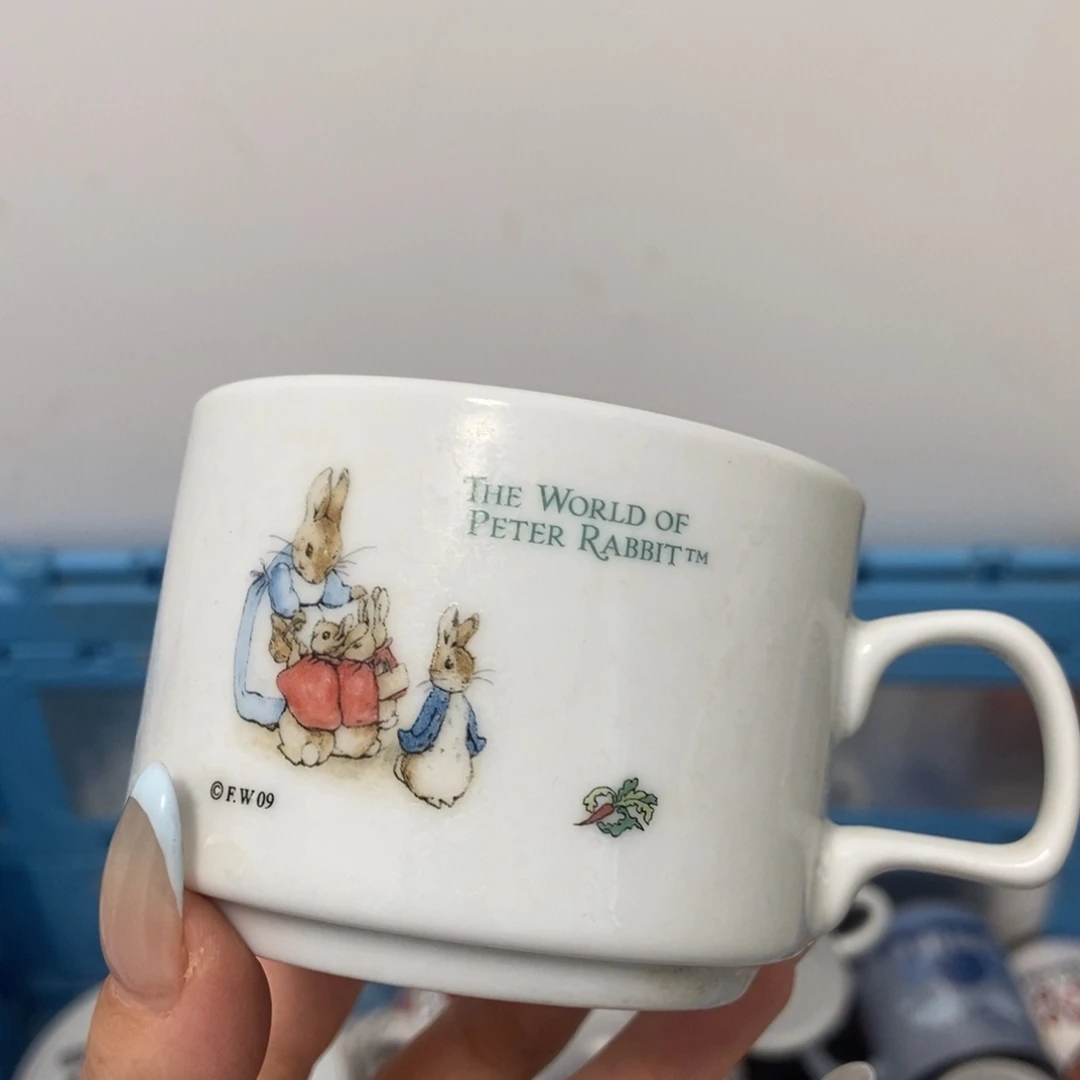 The World of
Peter Rabbit™
© F.W 09